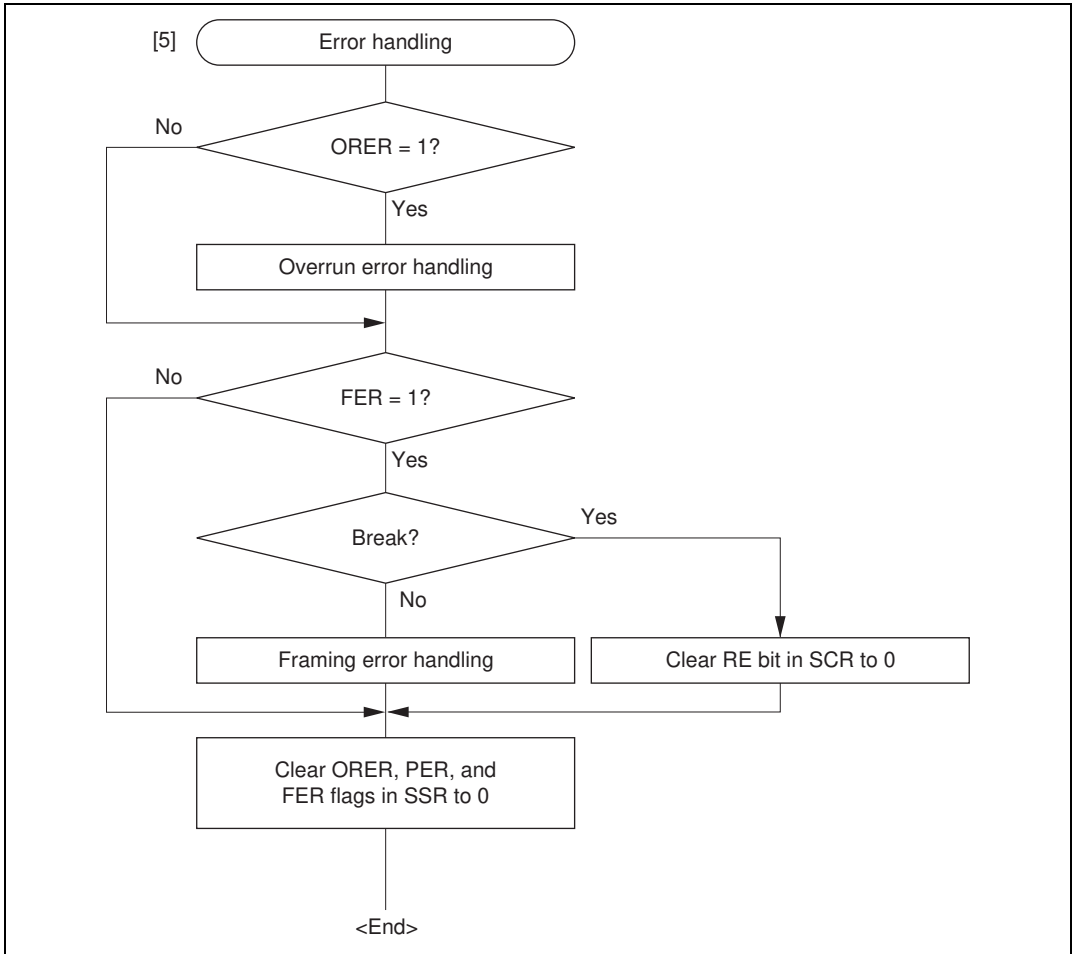 [5] Error handling
No
ORER = 1?
Yes
Overrun error handling
No
FER = 1?
Yes
Break?
Yes
No
Framing error handling
Clear RE bit in SCR to 0
Clear ORER, PER, and
FER flags in SSR to 0
<End>